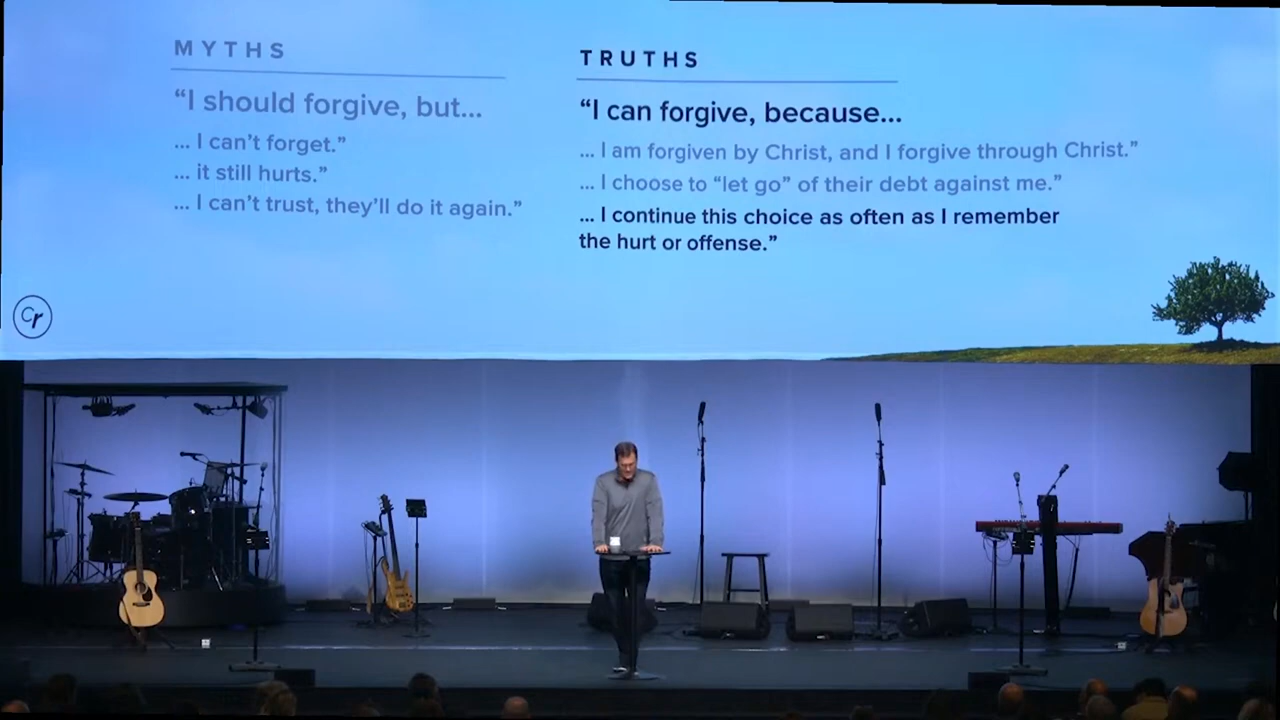 MYTHS
"I should forgive, but...
... I can't forget."
... it still hurts."
... I can't trust, they'll do it again."
TRUTHS
"I can forgive, because...
... I am forgiven by Christ, and I forgive through Christ."
... I choose to "let go" of their debt against me."
... I continue this choice as often as I remember
the hurt or offense."
cr